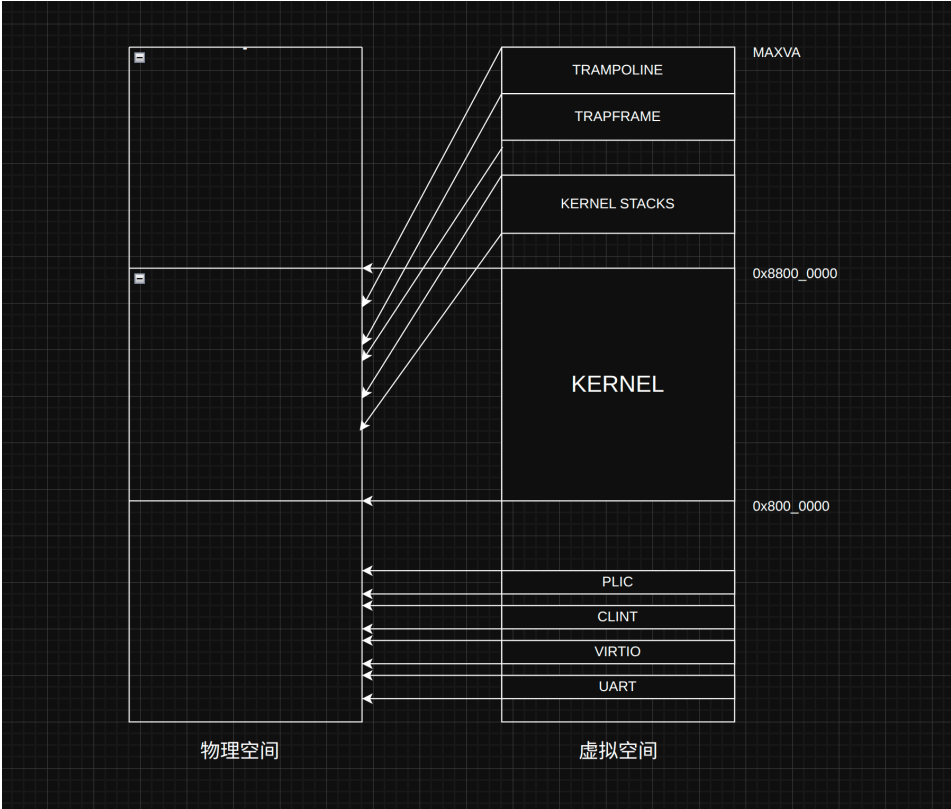 MAXVA
TRAMPOLINE
TRAPFRAME
KERNEL STACKS
0x8800_0000
KERNEL
0x800_0000
PLIC
CLINT
VIRTIO
UART
物理空间
虚拟空间